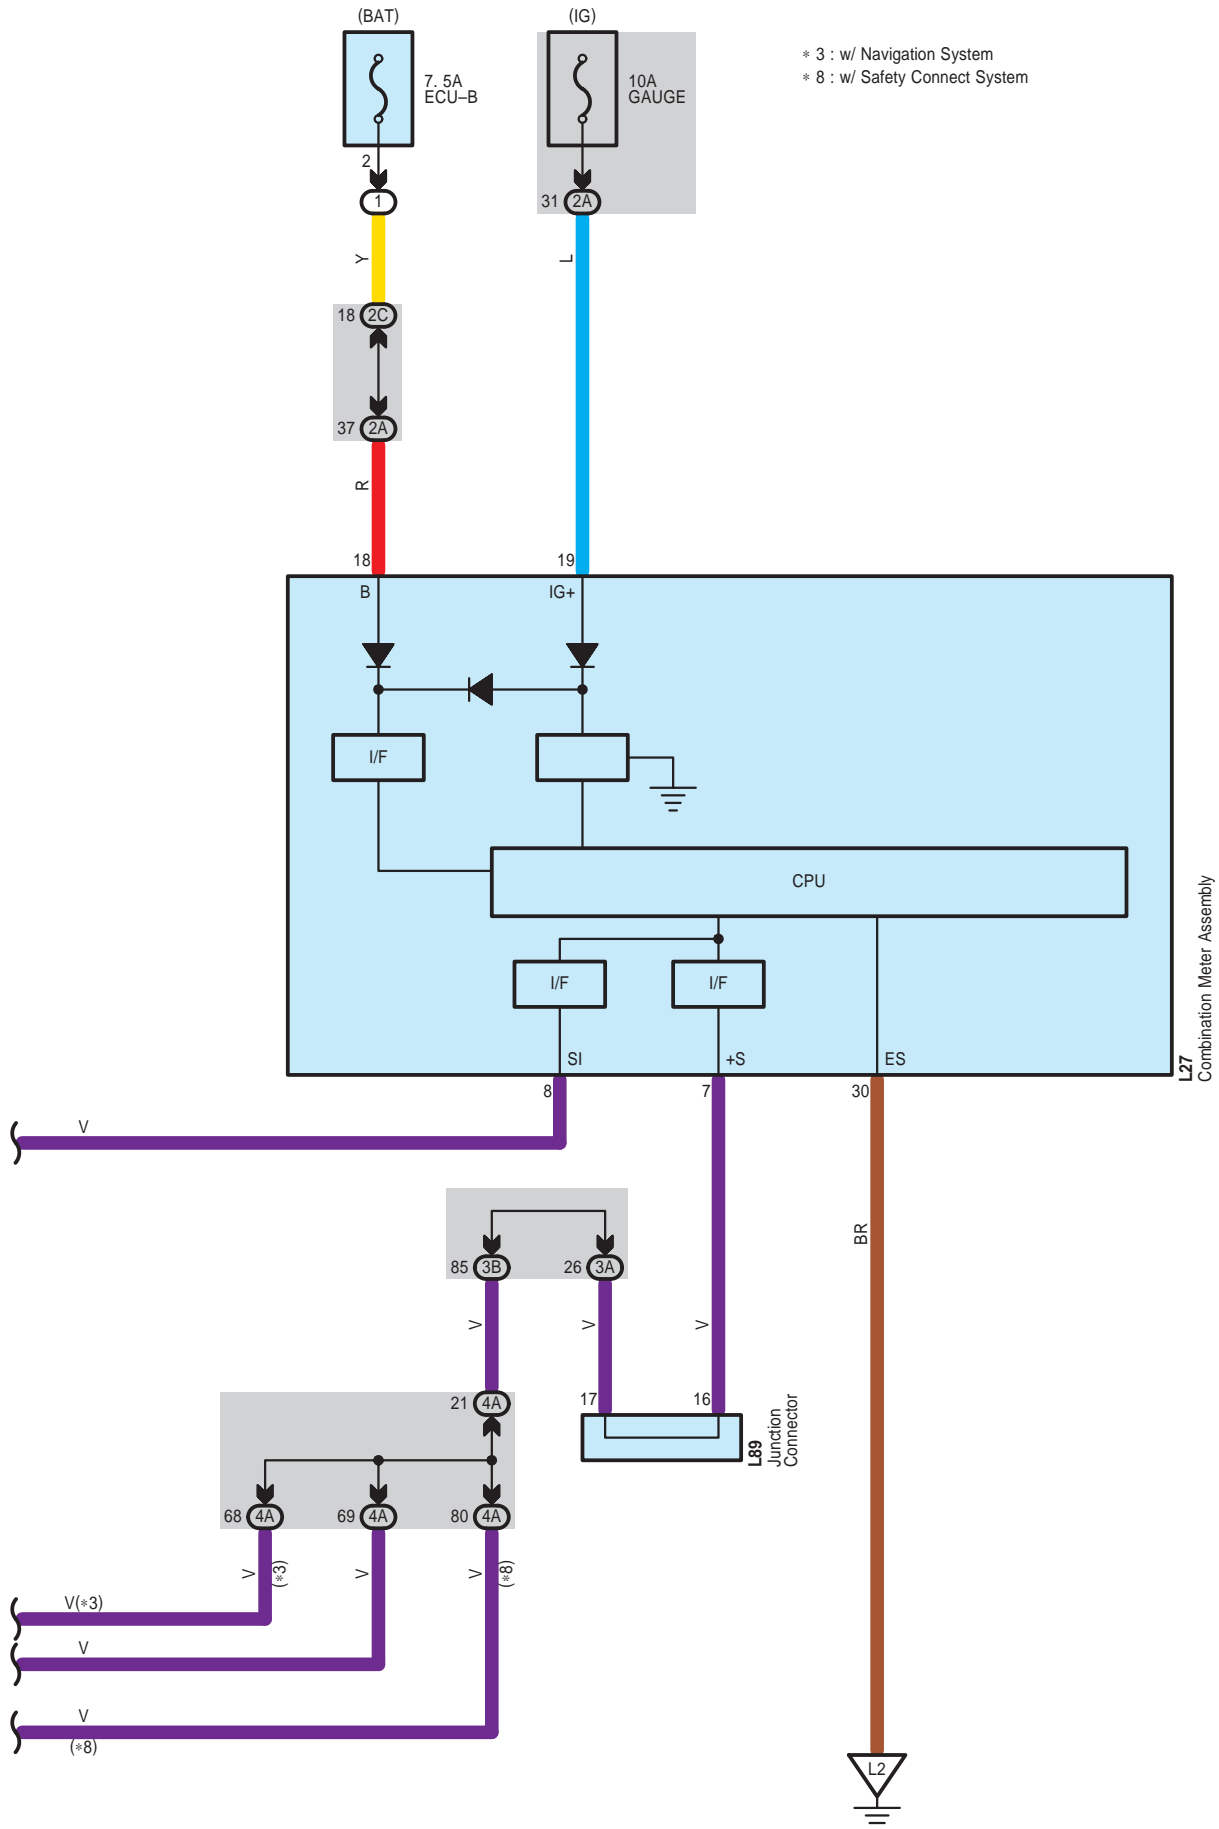 (BAT)
(IG)
∗ 3 : w/ Navigation System
∗ 8 : w/ Safety Connect System
7. 5A
ECU–B
10A
GAUGE
2
1
31 2A
Y
L
18 2C
37 2A
R
18
19
B
IG+
I/F
CPU
I/F
I/F
SI
+S
ES
L27
Combination Meter Assembly
8
7
30
V
BR
85 3B
26 3A
V
V
V
21 4A
17
16
L89
Junction
Connector
68 4A
69 4A
80 4A
V
(∗3)
V
V
(∗8)
V(∗3)
V
V
(∗8)
L2